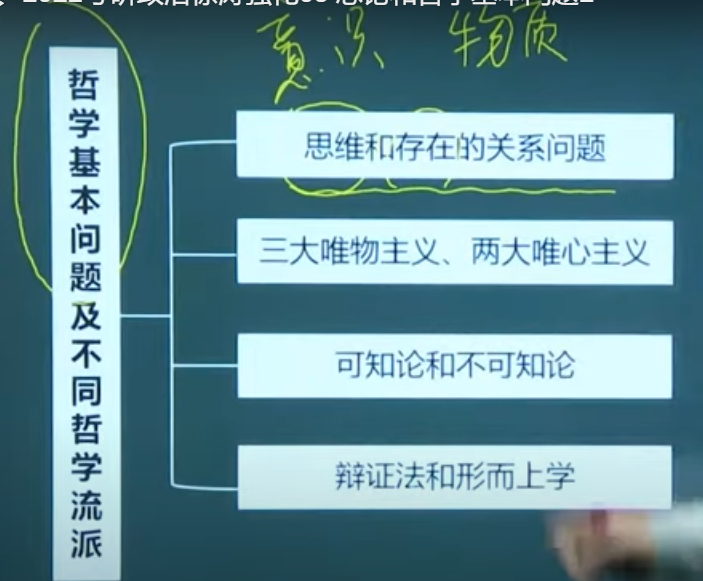 意识 物质
哲学基本问题及不同哲学流派
思维和存在的关系问题
三大唯物主义、两大唯心主义
可知论和不可知论
辩证法和形而上学